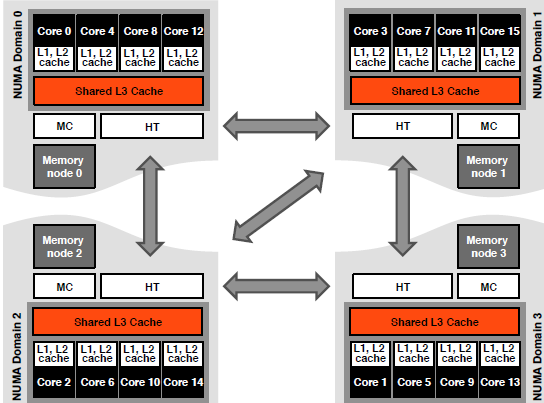 NUMA Domain 0
Core 0 Core 4 Core 8 Core 12
L1, L2 L1, L2 L1, L2 L1, L2
cache cache cache cache
Shared L3 Cache
MC HT
Memory
node 0
NUMA Domain 1
Core 3 Core 7 Core 11 Core 15
L1, L2 L1, L2 L1, L2 L1, L2
cache cache cache cache
Shared L3 Cache
HT MC
Memory
node 1
NUMA Domain 2
Memory
node 2
MC HT
Shared L3 Cache
L1, L2 L1, L2 L1, L2 L1, L2
cache cache cache cache
Core 2 Core 6 Core 10 Core 14
NUMA Domain 3
Memory
node 3
HT MC
Shared L3 Cache
L1, L2 L1, L2 L1, L2 L1, L2
cache cache cache cache
Core 1 Core 5 Core 9 Core 13